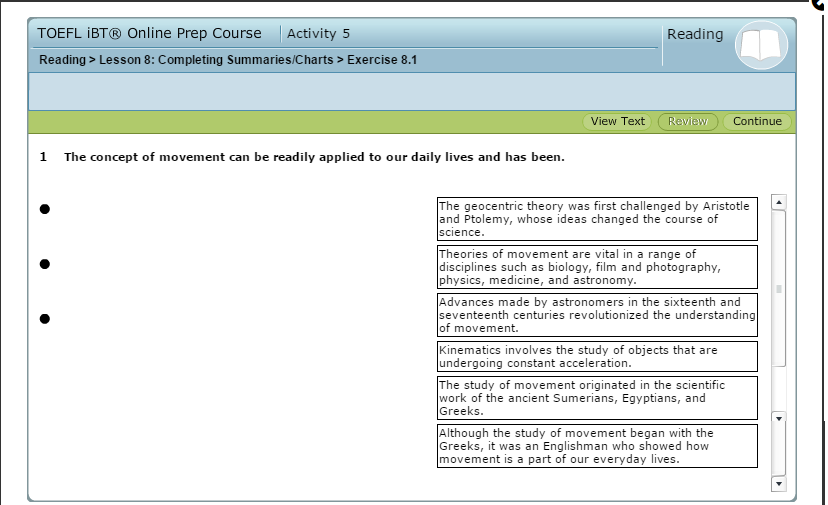 TOEFL iBT® Online Prep Course | Activity 5
Reading
Reading > Lesson 8: Completing Summaries/Charts > Exercise 8.1
View Text Review Continue
1 The concept of movement can be readily applied to our daily lives and has been.
The geocentric theory was first challenged by Aristotle
and Ptolemy, whose ideas changed the course of
science.
Theories of movement are vital in a range of
disciplines such as biology, film and photography,
physics, medicine, and astronomy.
Advances made by astronomers in the sixteenth and
seventeenth centuries revolutionized the understanding
of movement.
Kinematics involves the study of objects that are
undergoing constant acceleration.
The study of movement originated in the scientific
work of the ancient Sumerians, Egyptians, and
Greeks.
Although the study of movement began with the
Greeks, it was an Englishman who showed how
movement is a part of our everyday lives.